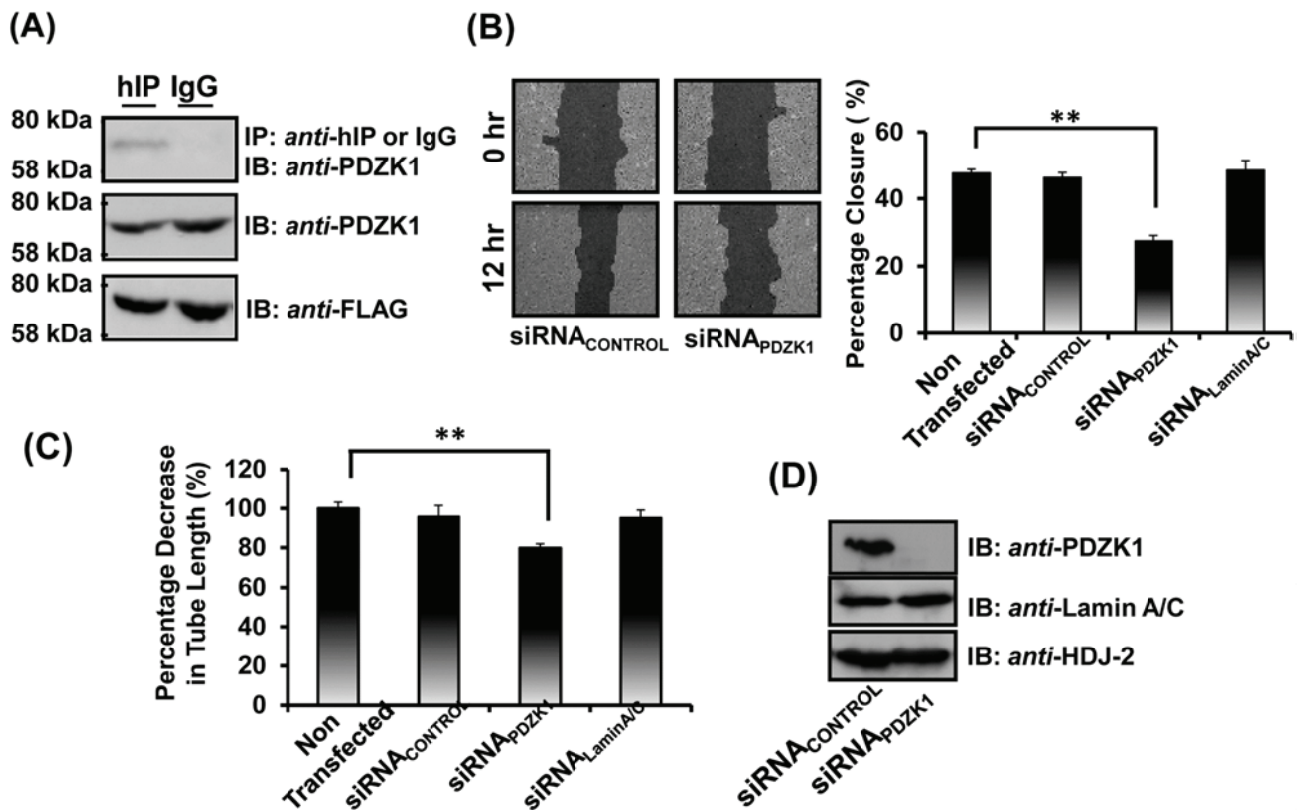 (A)
hIP IgG
80 kDa
58 kDa
IP: anti-hIP or IgG
IB: anti-PDZK1
80 kDa
58 kDa
IB: anti-PDZK1
80 kDa
58 kDa
IB: anti-FLAG
(B)
0 hr
12 hr
siRNACONTROL
siRNAPDZK1
Percentage Closure ( %)
60
40
20
0
**
Non
Transfected
siRNACONTROL
siRNAPDZK1
siRNALaminA/C
(C)
Percentage Decrease
in Tube Length (%)
120
100
80
60
40
20
0
**
Non
Transfected
siRNACONTROL
siRNAPDZK1
siRNALaminA/C
(D)
IB: anti-PDZK1
IB: anti-Lamin A/C
IB: anti-HDJ-2
siRNACONTROL
siRNAPDZK1